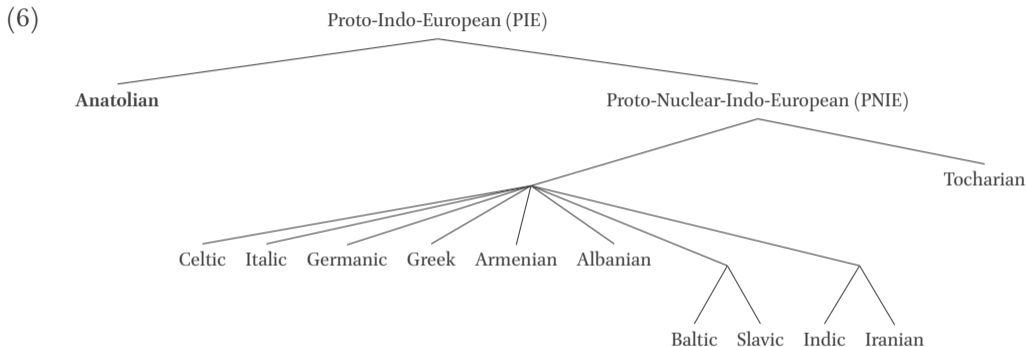 (6)
Proto-Indo-European (PIE)
Anatolian
Proto-Nuclear-Indo-European (PNIE)
Tocharian
Celtic Italic Germanic Greek Armenian Albanian
Baltic Slavic Indic Iranian